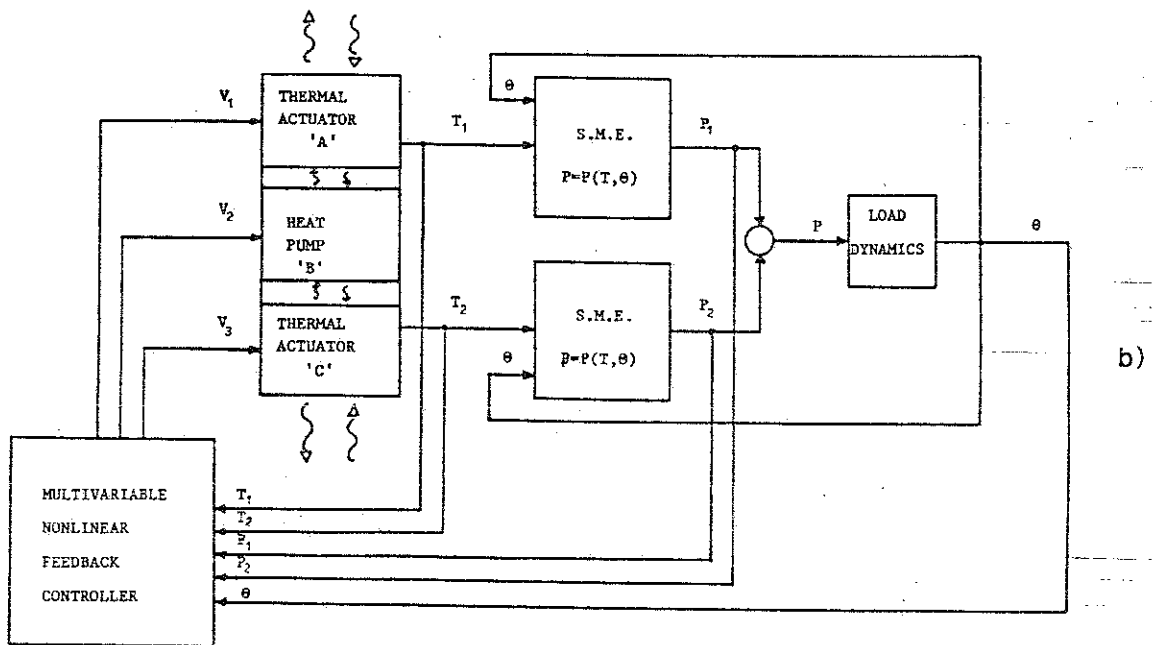 V₁
THERMAL
ACTUATOR
'A'
T₁
θ
S.M.E.
P=P(T,θ)
P₁
V₂
HEAT
PUMP
'B'
P
LOAD
DYNAMICS
θ
V₃
THERMAL
ACTUATOR
'C'
T₂
θ
S.M.E.
P=P(T,θ)
P₂
b)
MULTIVARIABLE
NONLINEAR
FEEDBACK
CONTROLLER
T₁
T₂
P₁
P₂
θ